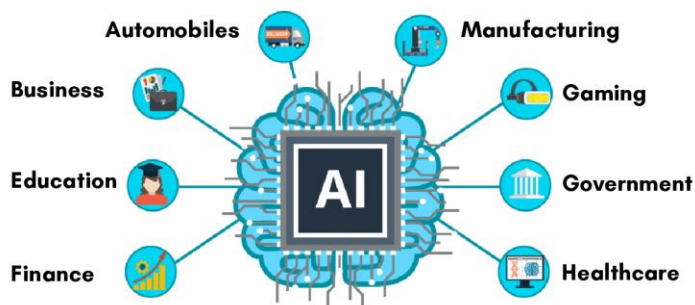 Automobiles
Manufacturing
Business
Gaming
Education
AI
Government
Finance
Healthcare